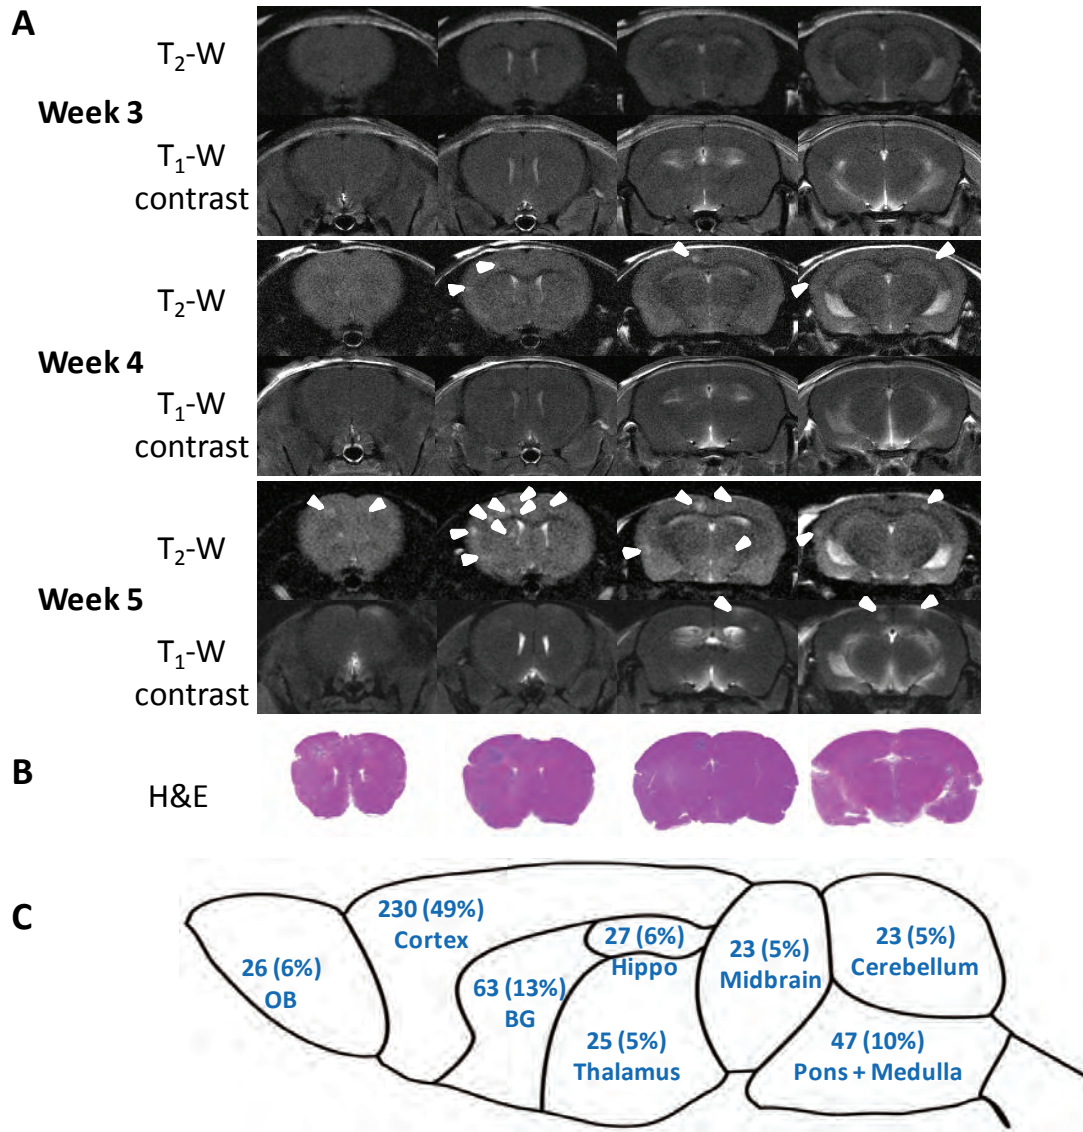 A
T2-W
Week 3
T1-W
contrast
T2-W
Week 4
T1-W
contrast
T2-W
Week 5
T1-W
contrast
B
H&E
C
230 (49%)
Cortex
26 (6%)
OB
63 (13%)
BG
27 (6%)
Hippo
25 (5%)
Thalamus
23 (5%)
Midbrain
23 (5%)
Cerebellum
47 (10%)
Pons + Medulla